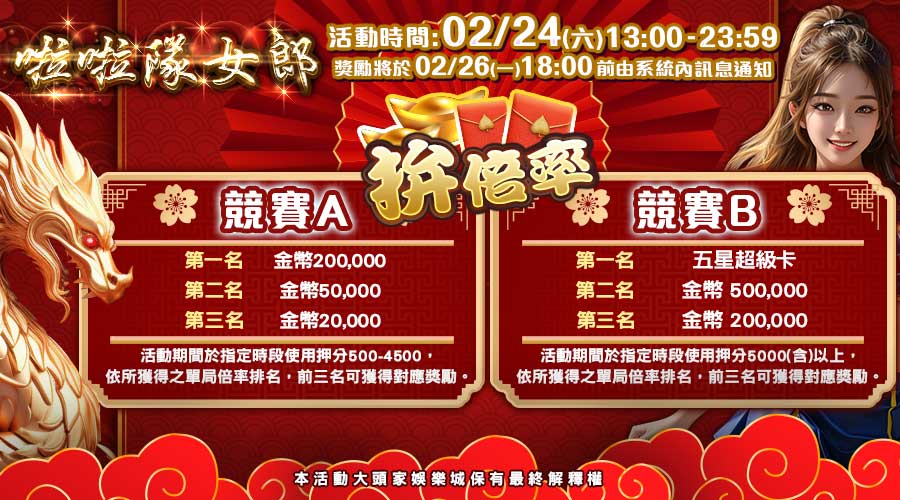 啦啦隊女郎
活動時間:02/24(六)13:00-23:59
獎勵將於02/26(一)18:00前由系統內訊息通知
拚倍率
競賽A
第一名 金幣200,000
第二名 金幣50,000
第三名 金幣20,000
活動期間於指定時段使用押分500-4500，
依所獲得之單局倍率排名，前三名可獲得對應獎勵。
競賽B
第一名 五星超級卡
第二名 金幣 500,000
第三名 金幣 200,000
活動期間於指定時段使用押分5000(含)以上，
依所獲得之單局倍率排名，前三名可獲得對應獎勵。
本活動大頭家娛樂城保有最終解釋權